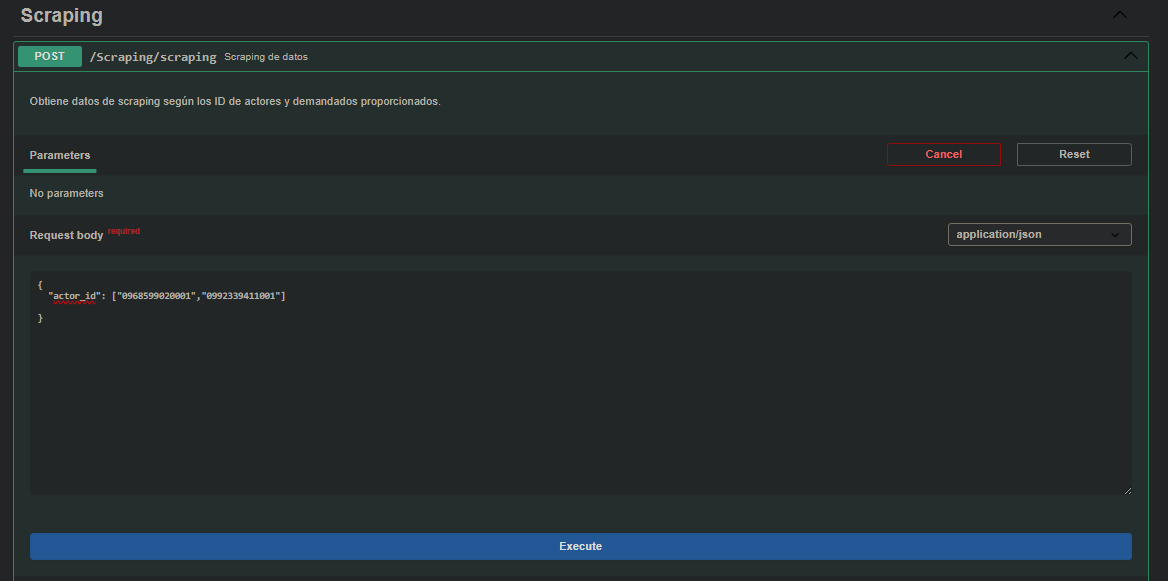 Scraping
POST /Scraping/scraping Scraping de datos
Obtiene datos de scraping según los ID de actores y demandados proporcionados.
Parameters Cancel Reset
No parameters
Request body required application/json
{
"actor_id": ["0968599020001","0992339411001"]
}
Execute